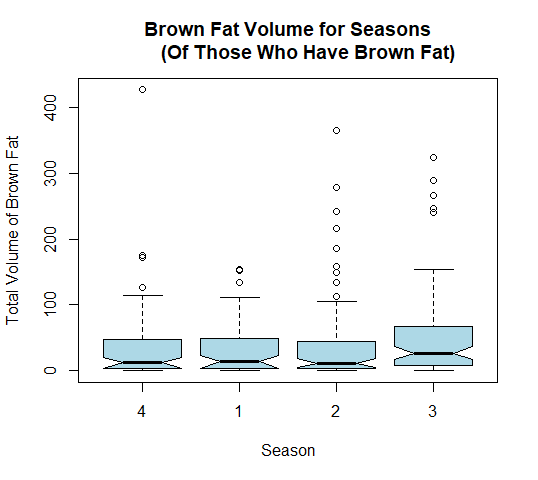 Brown Fat Volume for Seasons
(Of Those Who Have Brown Fat)
Total Volume of Brown Fat
400
300
200
100
0
4 1 2 3
Season